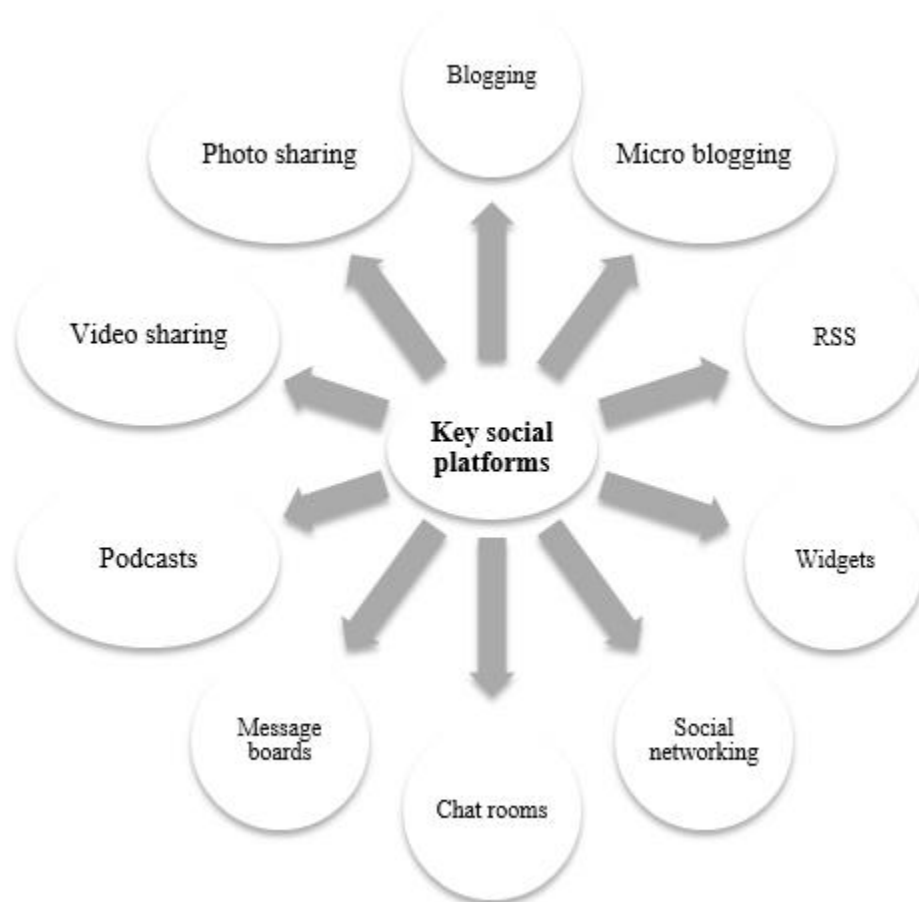 Blogging
Photo sharing
Micro blogging
Video sharing
RSS
Key social
platforms
Podcasts
Widgets
Message
boards
Social
networking
Chat rooms